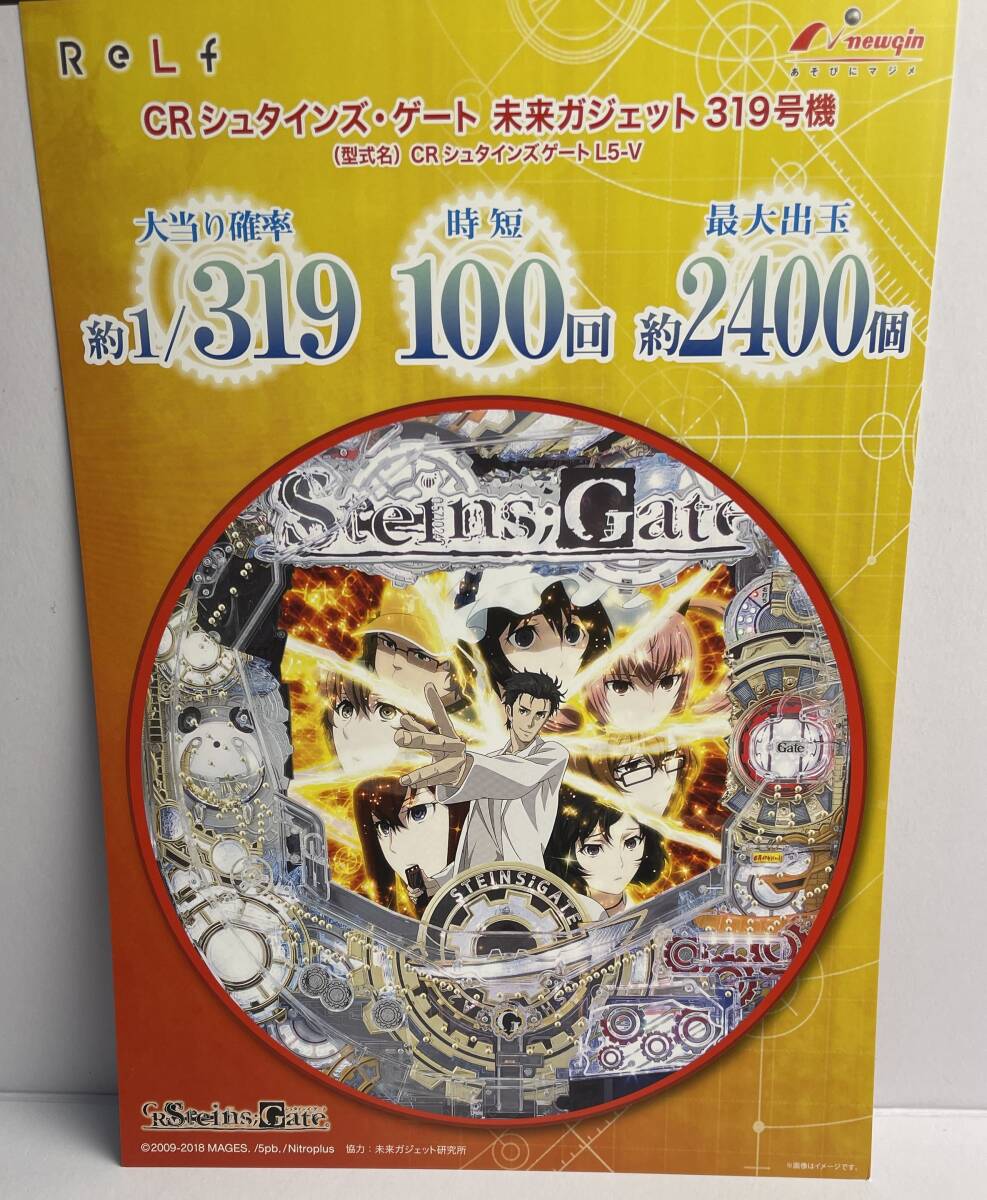 ReLf
newgin
あそびにマジメ
CR シュタインズ・ゲート 未来ガジェット 319号機
(型式名) CR シュタインズゲート L5-V
大当り確率
約1/319
時短
100回
最大出玉
約2400個
Steins;Gate
右打ち
Gate
STEINS;GATE
G
CR Steins;Gate
©2009-2018 MAGES. /5pb. /Nitroplus 協力：未来ガジェット研究所
※画像はイメージです。